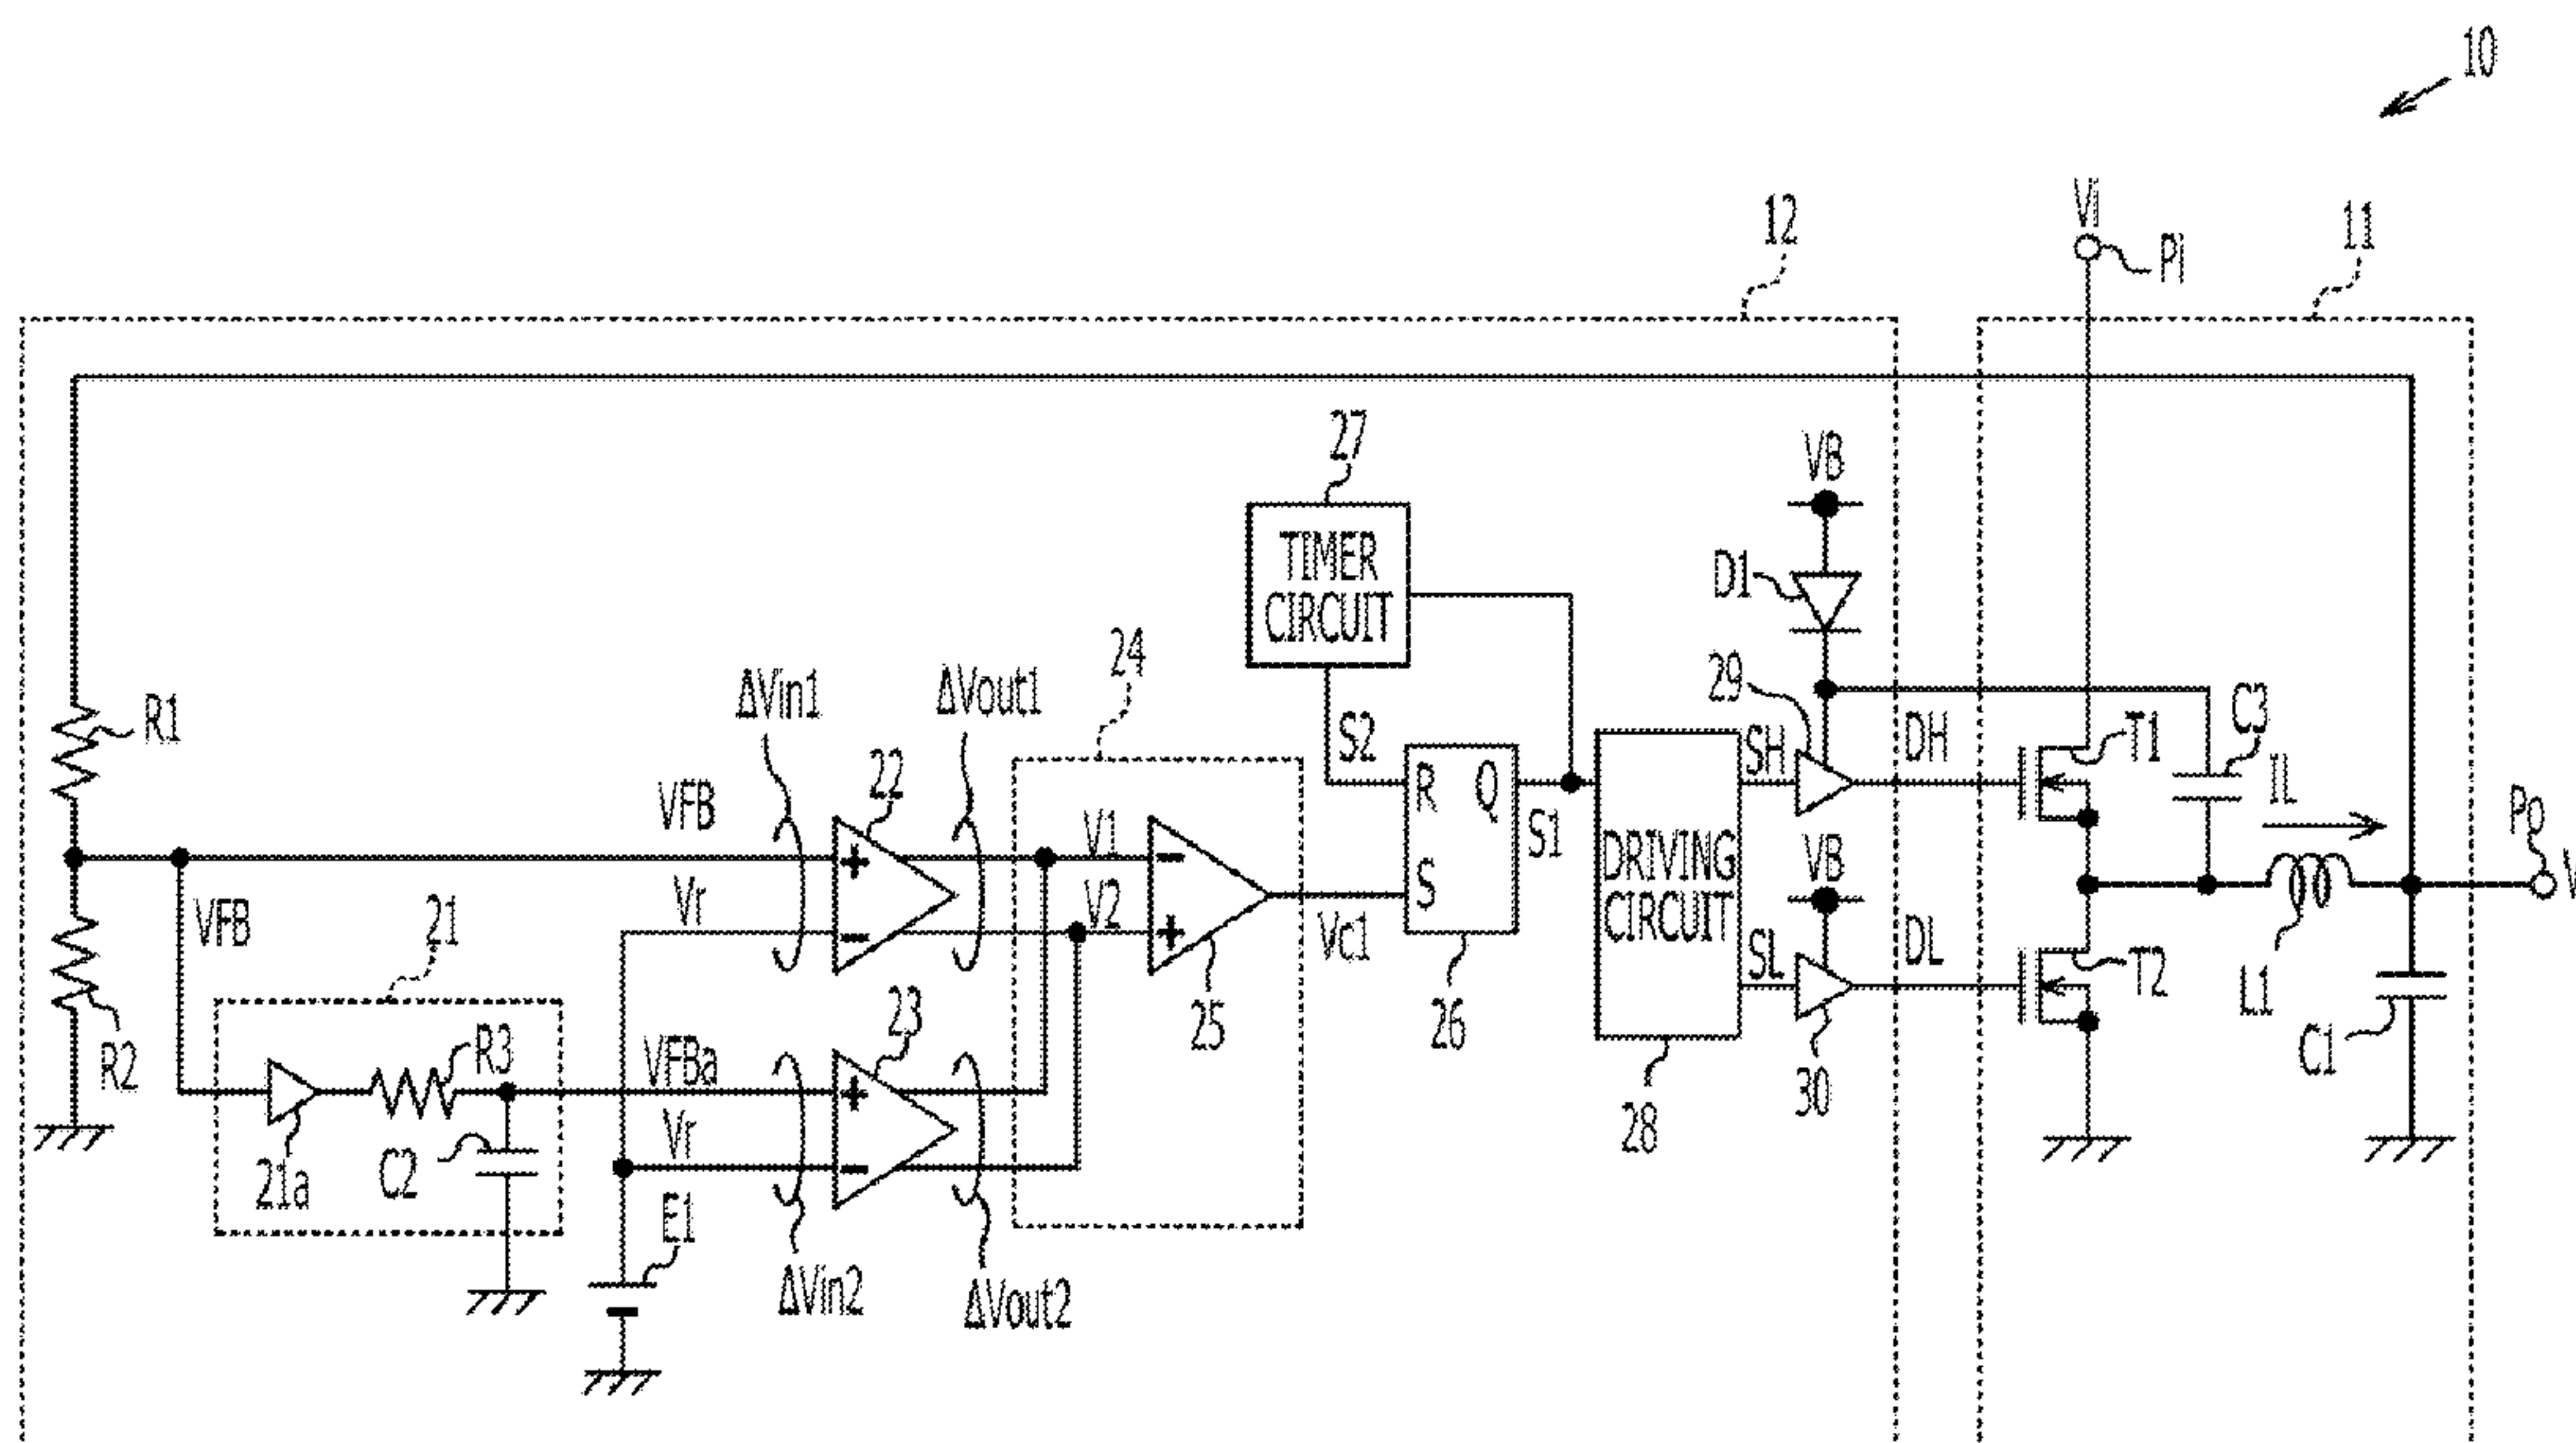 10
12
11
Vi
Pi
27
VB
TIMER
CIRCUIT
D1
24
29
R1
ΔVin1
ΔVout1
S2
SH
DH
T1
C3
22
IL
Po
VFB
V1
R
Q
S1
VB
Vr
V2
S
DRIVING
CIRCUIT
VFB
21
Vc1
SL
DL
T2
L1
25
26
23
R3
R2
VFBa
C1
30
28
Vr
21a
C2
E1
ΔVin2
ΔVout2